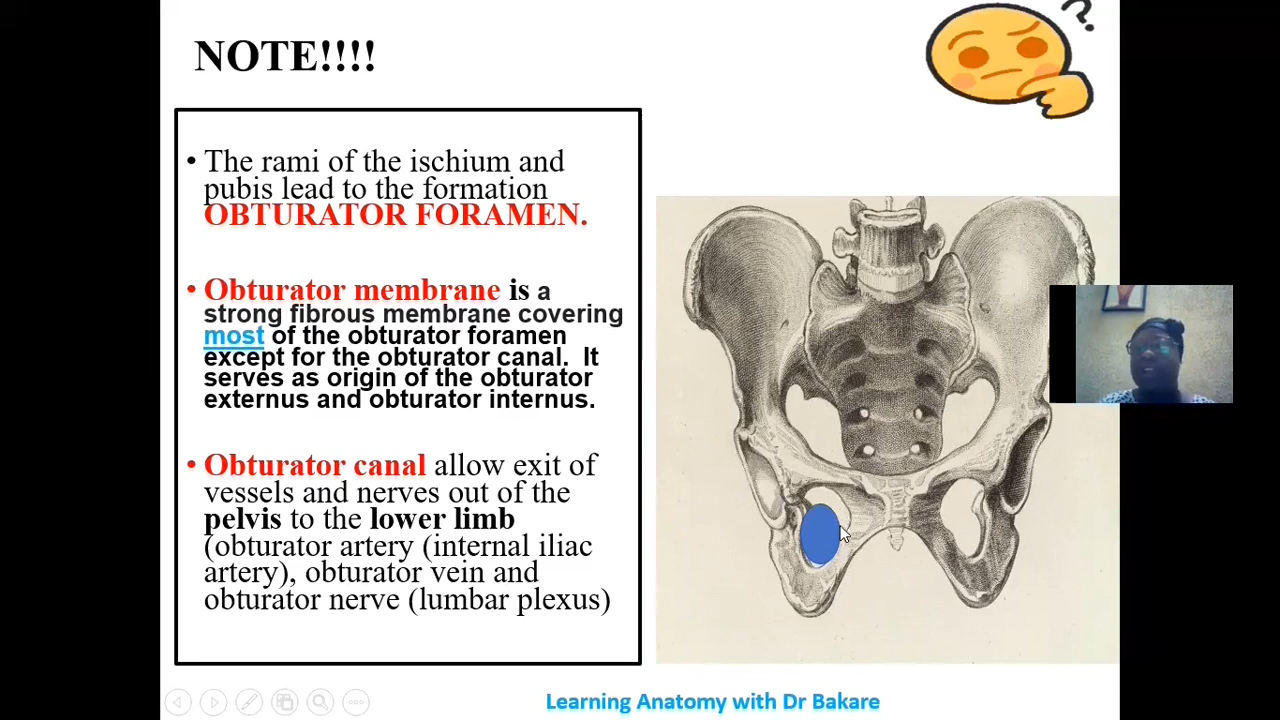 NOTE!!!!
• The rami of the ischium and
pubis lead to the formation
OBTURATOR FORAMEN.
• Obturator membrane is a
strong fibrous membrane covering
most of the obturator foramen
except for the obturator canal. It
serves as origin of the obturator
externus and obturator internus.
• Obturator canal allow exit of
vessels and nerves out of the
pelvis to the lower limb
(obturator artery (internal iliac
artery), obturator vein and
obturator nerve (lumbar plexus)
?
Learning Anatomy with Dr Bakare